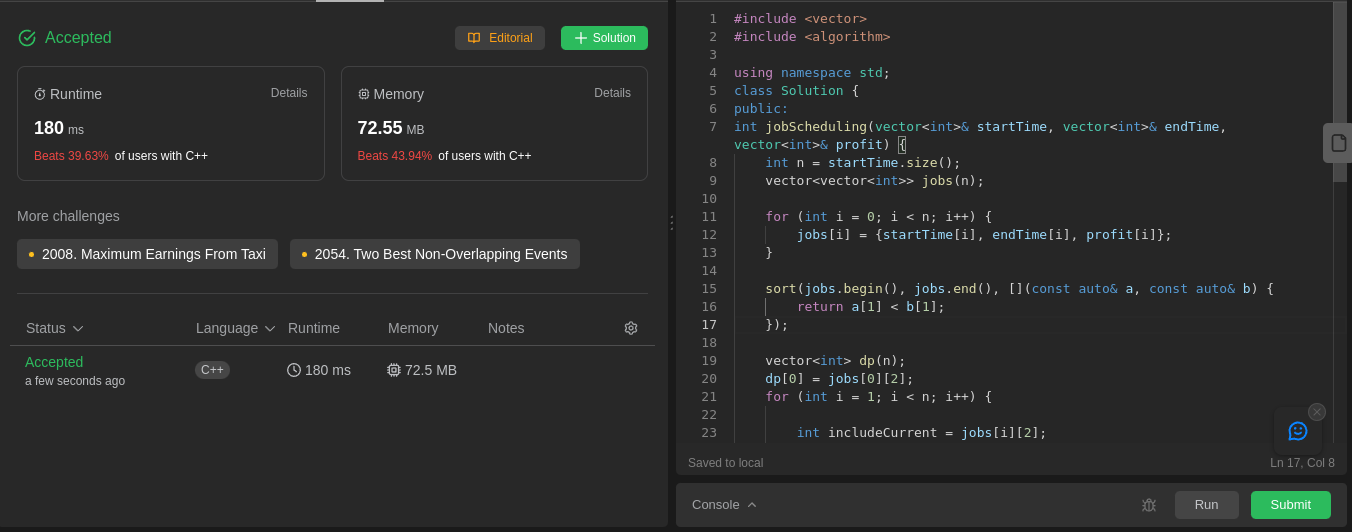 Accepted
Editorial
Solution
Runtime
Details
180 ms
Beats 39.63% of users with C++
Memory
Details
72.55 MB
Beats 43.94% of users with C++
More challenges
2008. Maximum Earnings From Taxi
2054. Two Best Non-Overlapping Events
Status Language Runtime Memory Notes
Accepted
a few seconds ago
C++
180 ms
72.5 MB
1 #include <vector>
2 #include <algorithm>
3
4 using namespace std;
5 class Solution {
6 public:
7 int jobScheduling(vector<int>& startTime, vector<int>& endTime,
vector<int>& profit) {
8     int n = startTime.size();
9     vector<vector<int>> jobs(n);
10
11     for (int i = 0; i < n; i++) {
12         jobs[i] = {startTime[i], endTime[i], profit[i]};
13     }
14
15     sort(jobs.begin(), jobs.end(), [](const auto& a, const auto& b) {
16         return a[1] < b[1];
17     });
18
19     vector<int> dp(n);
20     dp[0] = jobs[0][2];
21     for (int i = 1; i < n; i++) {
22
23         int includeCurrent = jobs[i][2];
Saved to local
Ln 17, Col 8
Console
Run
Submit